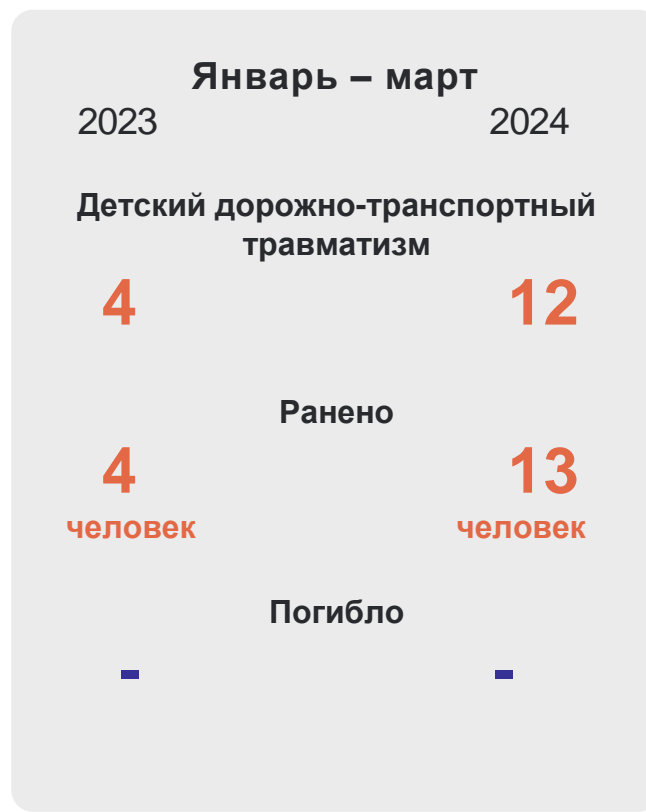 Январь – март
2023 2024
Детский дорожно-транспортный
травматизм
4 12
Ранено
4 13
человек человек
Погибло
- -